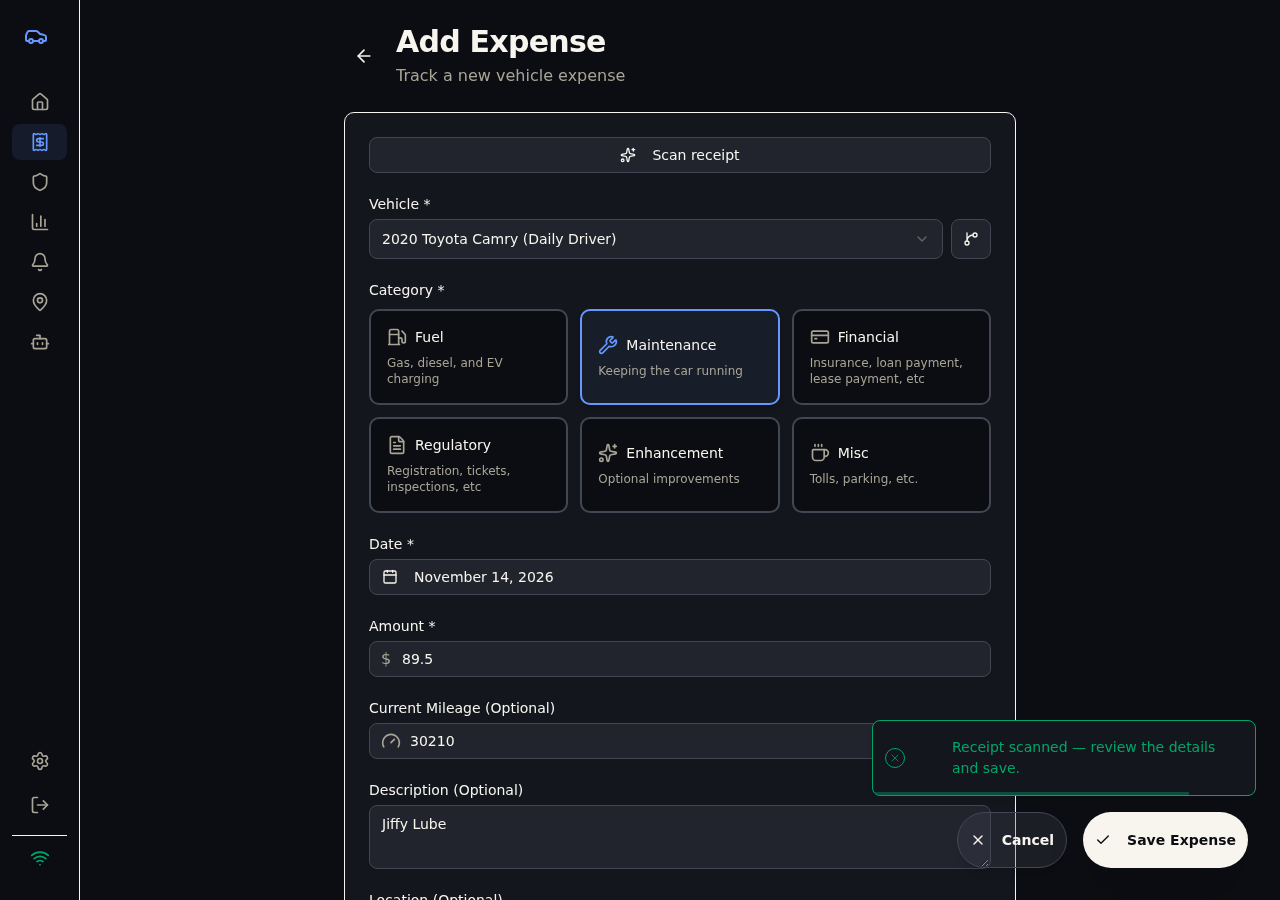 Add Expense
Track a new vehicle expense
Scan receipt
Vehicle *
2020 Toyota Camry (Daily Driver)
Category *
Fuel
Gas, diesel, and EV
charging
Maintenance
Keeping the car running
Financial
Insurance, loan payment,
lease payment, etc
Regulatory
Registration, tickets,
inspections, etc
Enhancement
Optional improvements
Misc
Tolls, parking, etc.
Date *
November 14, 2026
Amount *
$ 89.5
Current Mileage (Optional)
30210
Receipt scanned — review the details
and save.
Description (Optional)
Jiffy Lube
Cancel
Save Expense
Location (Optional)